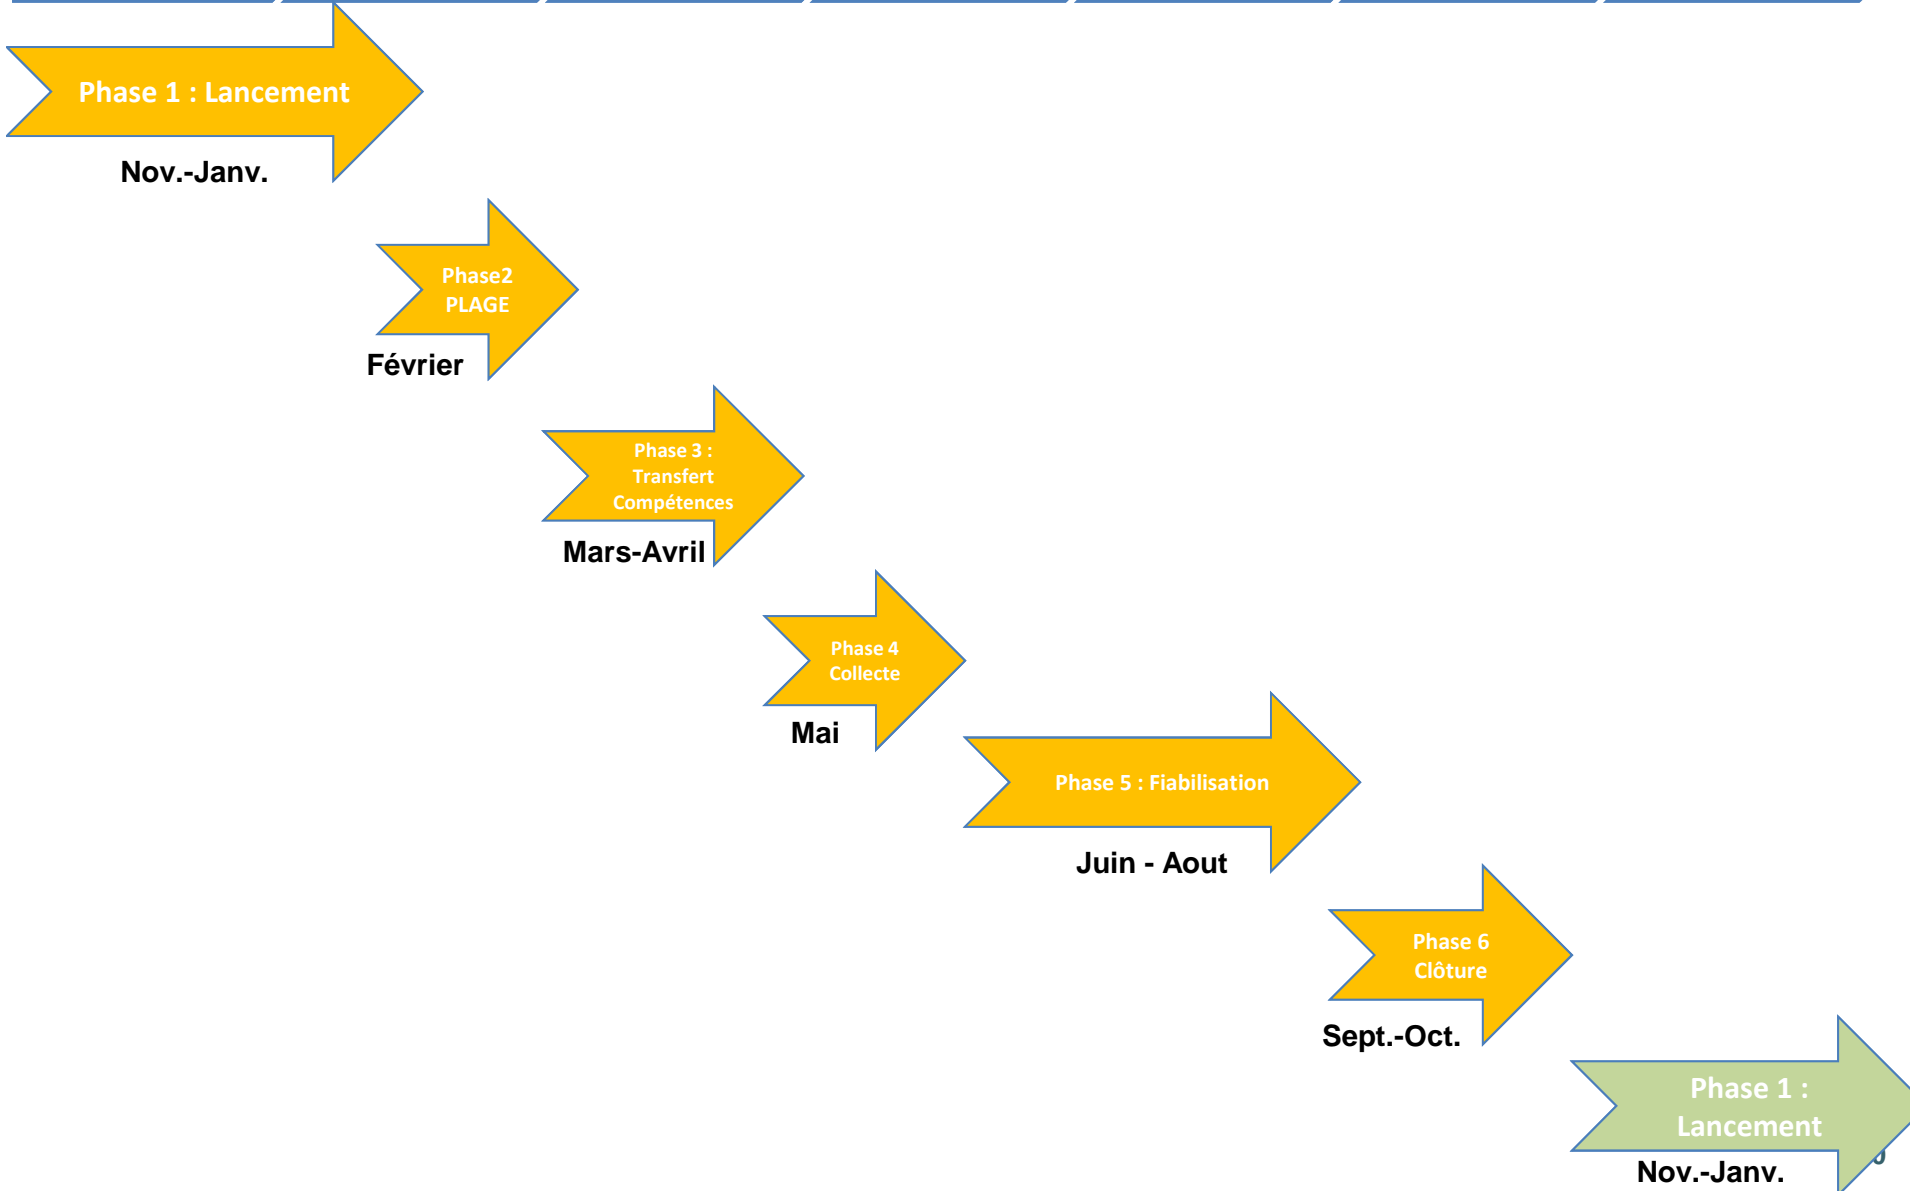 Phase 1 : Lancement
Nov.-Janv.
Phase2
PLAGE
Février
Phase 3 :
Transfert
Compétences
Mars-Avril
Phase 4
Collecte
Mai
Phase 5 : Fiabilisation
Juin - Aout
Phase 6
Clôture
Sept.-Oct.
Phase 1 :
Lancement
Nov.-Janv.